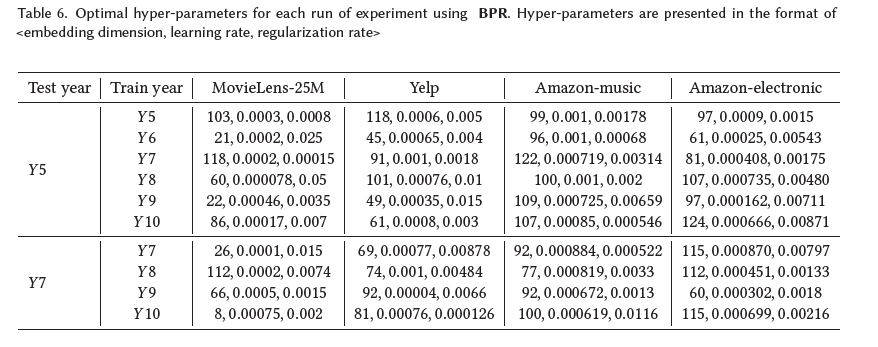 Table 6. Optimal hyper-parameters for each run of experiment using BPR. Hyper-parameters are presented in the format of
<embedding dimension, learning rate, regularization rate>
Test year Train year MovieLens-25M Yelp Amazon-music Amazon-electronic
Y5 Y5 103, 0.0003, 0.0008 118, 0.0006, 0.005 99, 0.001, 0.00178 97, 0.0009, 0.0015
Y6 21, 0.0002, 0.025 45, 0.00065, 0.004 96, 0.001, 0.00068 61, 0.00025, 0.00543
Y7 118, 0.0002, 0.00015 91, 0.001, 0.0018 122, 0.000719, 0.00314 81, 0.000408, 0.00175
Y8 60, 0.000078, 0.05 101, 0.00076, 0.01 100, 0.001, 0.002 107, 0.000735, 0.00480
Y9 22, 0.00046, 0.0035 49, 0.00035, 0.015 109, 0.000725, 0.00659 97, 0.000162, 0.00711
Y10 86, 0.00017, 0.007 61, 0.0008, 0.003 107, 0.00085, 0.000546 124, 0.000666, 0.00871
Y7 Y7 26, 0.0001, 0.015 69, 0.00077, 0.00878 92, 0.000884, 0.000522 115, 0.000870, 0.00797
Y8 112, 0.0002, 0.0074 74, 0.001, 0.00484 77, 0.000819, 0.0033 112, 0.000451, 0.00133
Y9 66, 0.0005, 0.0015 92, 0.00004, 0.0066 92, 0.000672, 0.0013 60, 0.000302, 0.0018
Y10 8, 0.00075, 0.002 81, 0.00076, 0.000126 100, 0.000619, 0.0116 115, 0.000699, 0.00216